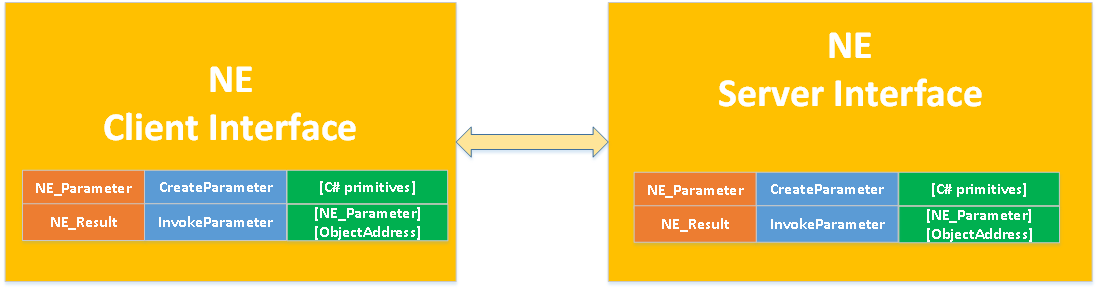 NE
Client Interface
NE_Parameter CreateParameter [C# primitives]
NE_Result InvokeParameter [NE_Parameter]
[ObjectAddress]
NE
Server Interface
NE_Parameter CreateParameter [C# primitives]
NE_Result InvokeParameter [NE_Parameter]
[ObjectAddress]